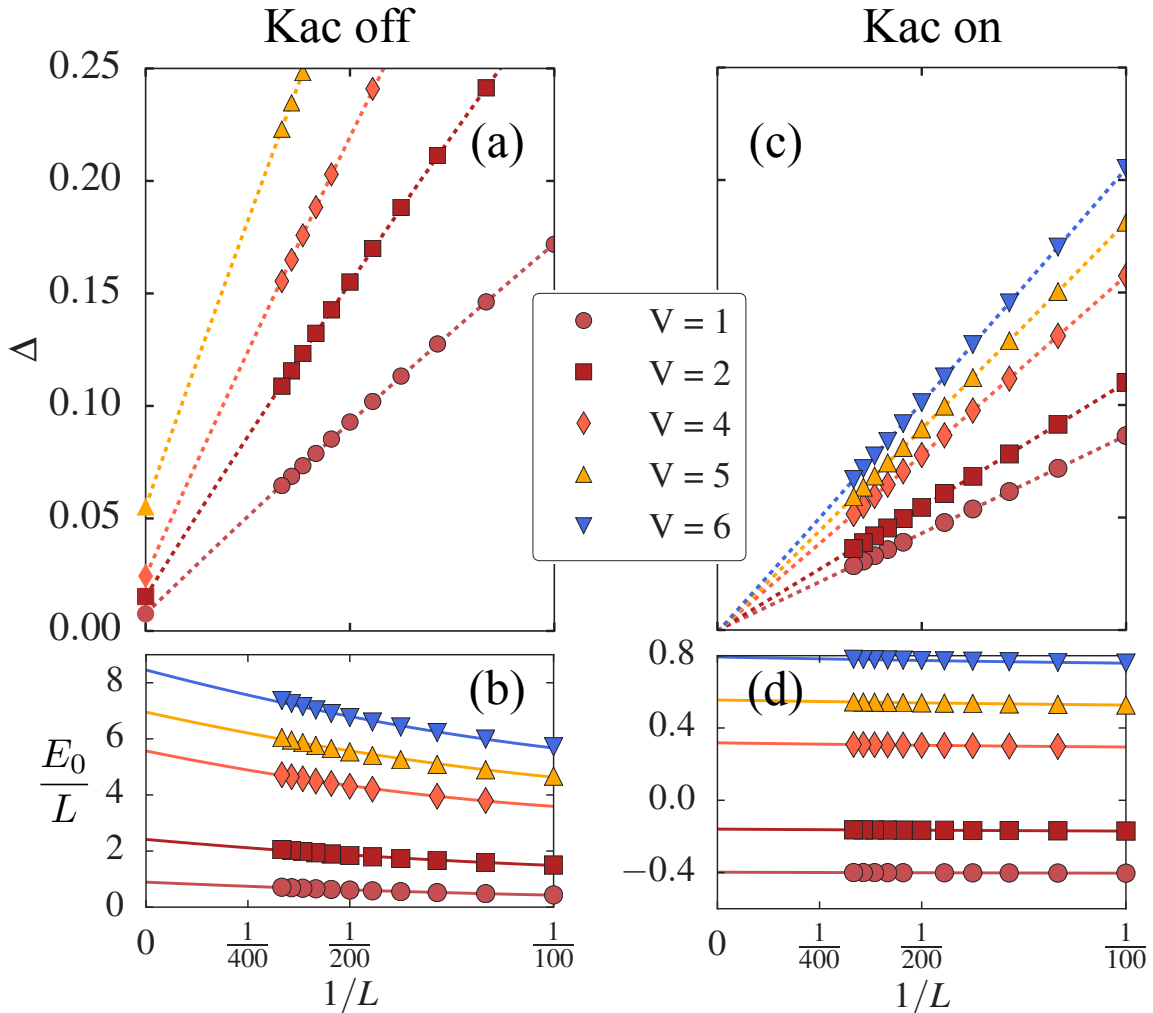 Kac off
Kac on
0.25
0.20
0.15
0.10
0.05
0.00
Δ
(a)
(c)
V = 1
V = 2
V = 4
V = 5
V = 6
8
6
4
2
0
E_0/L
(b)
0.8
0.4
0.0
−0.4
(d)
0
1/400
1/200
1/100
1/L
0
1/400
1/200
1/100
1/L